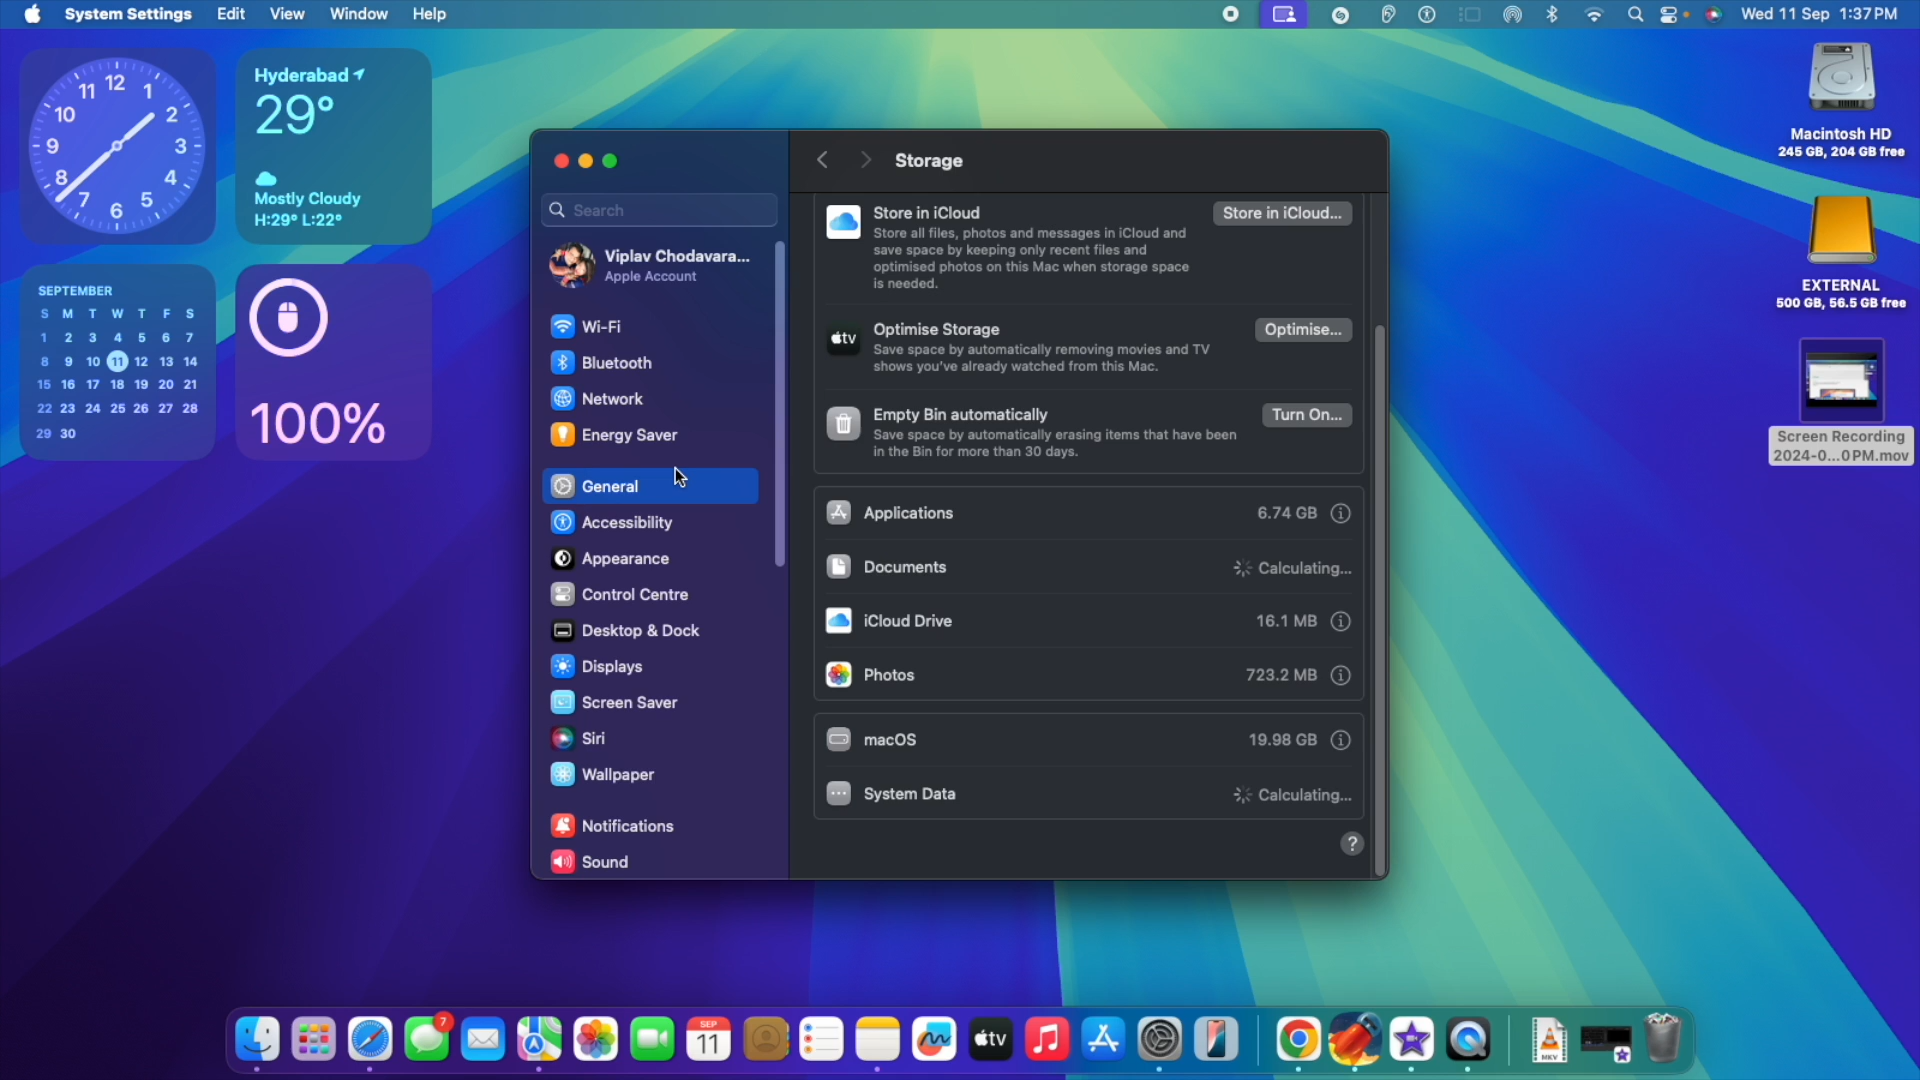 System Settings Edit View Window Help
Wed 11 Sep 1:37 PM
12
11 1
10 2
9 3
8 4
7 5
6
Hyderabad
29°
Mostly Cloudy
H:29° L:22°
SEPTEMBER
S M T W T F S
1 2 3 4 5 6 7
8 9 10 11 12 13 14
15 16 17 18 19 20 21
22 23 24 25 26 27 28
29 30
100%
Search
Viplav Chodavara...
Apple Account
Wi-Fi
Bluetooth
Network
Energy Saver
General
Accessibility
Appearance
Control Centre
Desktop & Dock
Displays
Screen Saver
Siri
Wallpaper
Notifications
Sound
Storage
Store in iCloud
Store in iCloud...
Store all files, photos and messages in iCloud and
save space by keeping only recent files and
optimised photos on this Mac when storage space
is needed.
tv
Optimise Storage
Optimise...
Save space by automatically removing movies and TV
shows you've already watched from this Mac.
Empty Bin automatically
Turn On...
Save space by automatically erasing items that have been
in the Bin for more than 30 days.
Applications 6.74 GB
Documents Calculating...
iCloud Drive 16.1 MB
Photos 723.2 MB
macOS 19.98 GB
System Data Calculating...
?
Macintosh HD
245 GB, 204 GB free
EXTERNAL
500 GB, 56.5 GB free
Screen Recording
2024-0...0PM.mov
7
SEP
11
tv
MKV